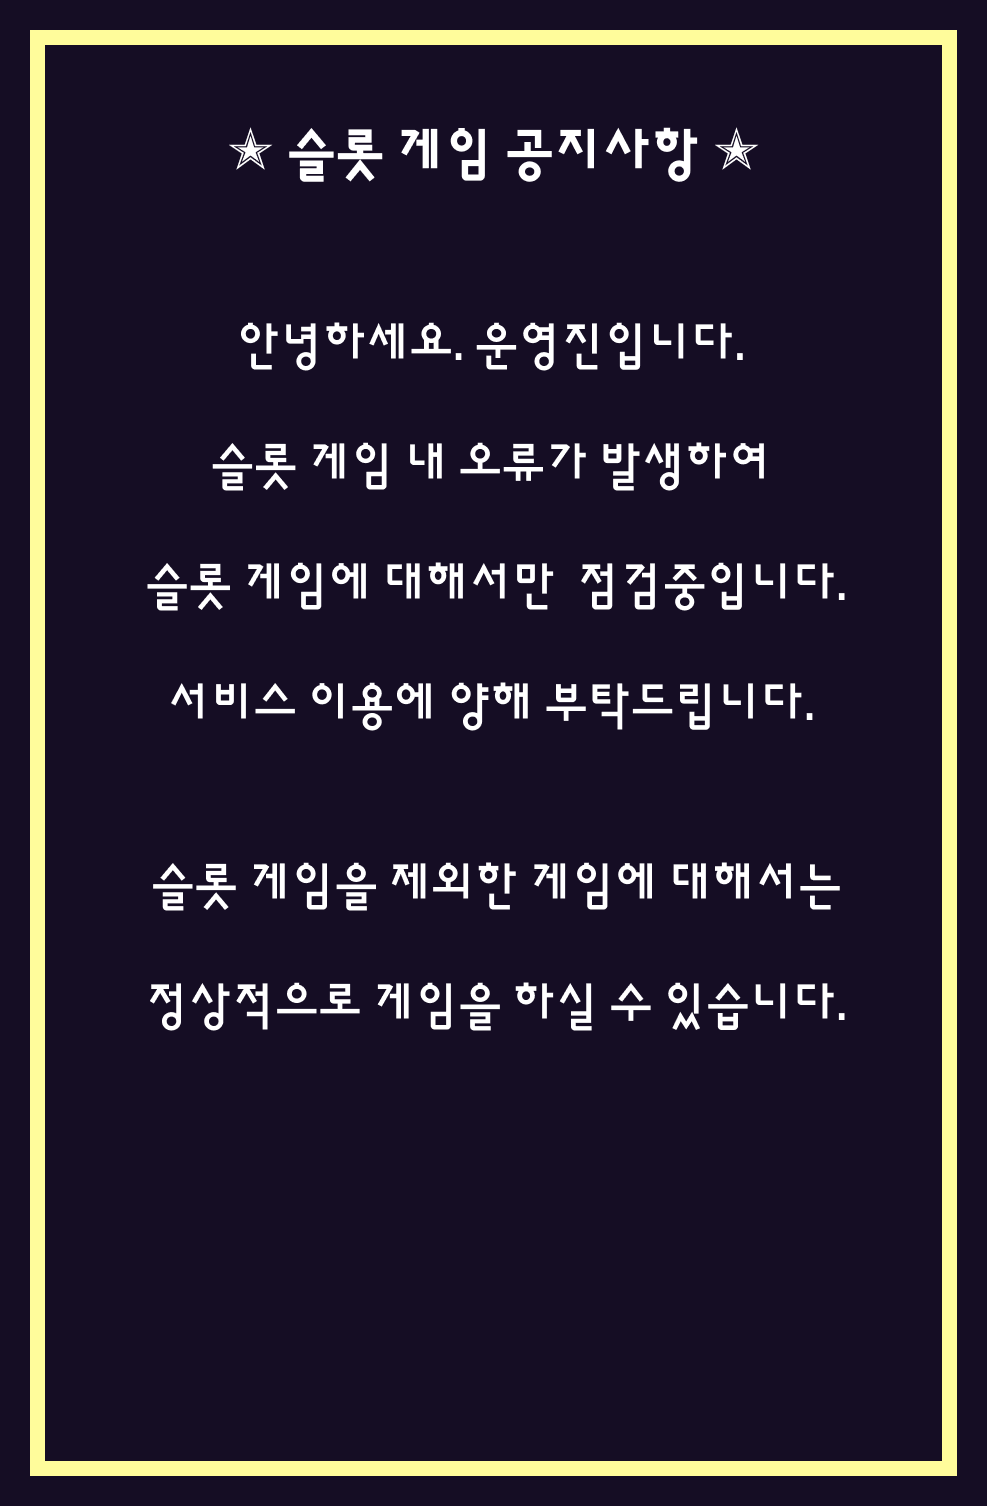 ✯ 슬롯 게임 공지사항 ✯
안녕하세요. 운영진입니다.
슬롯 게임 내 오류가 발생하여
슬롯 게임에 대해서만  점검중입니다.
서비스 이용에 양해 부탁드립니다.
슬롯 게임을 제외한 게임에 대해서는
정상적으로 게임을 하실 수 있습니다.